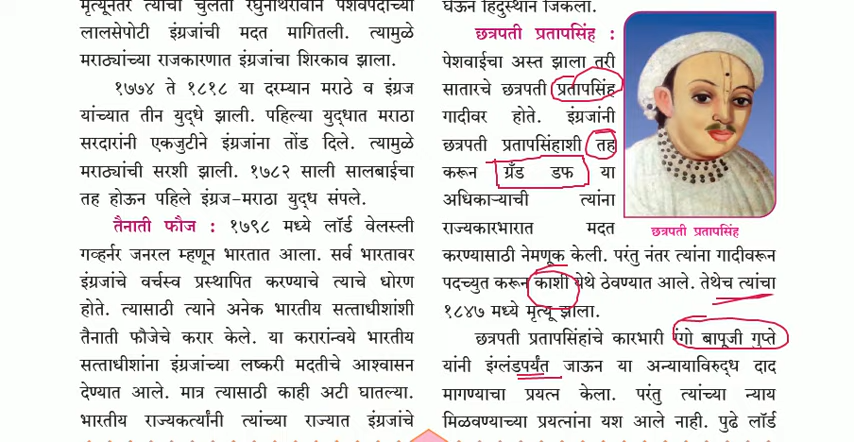 मृत्यूनंतर त्याचा चुलता रघुनाथरावाने पेशवेपदाच्या
लालसेपोटी इंग्रजांची मदत मागितली. त्यामुळे
मराठ्यांच्या राजकारणात इंग्रजांचा शिरकाव झाला.
१७७४ ते १८१८ या दरम्यान मराठे व इंग्रज
यांच्यात तीन युद्धे झाली. पहिल्या युद्धात मराठा
सरदारांनी एकजुटीने इंग्रजांना तोंड दिले. त्यामुळे
मराठ्यांची सरशी झाली. १७८२ साली सालबाईचा
तह होऊन पहिले इंग्रज-मराठा युद्ध संपले.
तैनाती फौज : १७९८ मध्ये लॉर्ड वेलस्ली
गव्हर्नर जनरल म्हणून भारतात आला. सर्व भारतावर
इंग्रजांचे वर्चस्व प्रस्थापित करण्याचे त्याचे धोरण
होते. त्यासाठी त्याने अनेक भारतीय सत्ताधीशांशी
तैनाती फौजेचे करार केले. या करारांन्वये भारतीय
सत्ताधीशांना इंग्रजांच्या लष्करी मदतीचे आश्वासन
देण्यात आले. मात्र त्यासाठी काही अटी घातल्या.
भारतीय राज्यकर्त्यांनी त्यांच्या राज्यात इंग्रजांचे
घेऊन हिंदुस्थान जिंकला.
छत्रपती प्रतापसिंह :
पेशवाईचा अस्त झाला तरी
सातारचे छत्रपती प्रतापसिंह
गादीवर होते. इंग्रजांनी
छत्रपती प्रतापसिंहाशी तह
करून ग्रँड डफ या
अधिकाऱ्याची त्यांना
राज्यकारभारात मदत
करण्यासाठी नेमणूक केली. परंतु नंतर त्यांना गादीवरून
पदच्युत करून काशी येथे ठेवण्यात आले. तेथेच त्यांचा
१८४७ मध्ये मृत्यू झाला.
छत्रपती प्रतापसिंहांचे कारभारी रंगो बापूजी गुप्ते
यांनी इंग्लंडपर्यंत जाऊन या अन्यायाविरुद्ध दाद
मागण्याचा प्रयत्न केला. परंतु त्यांच्या न्याय
मिळवण्याच्या प्रयत्नांना यश आले नाही. पुढे लॉर्ड
छत्रपती प्रतापसिंह